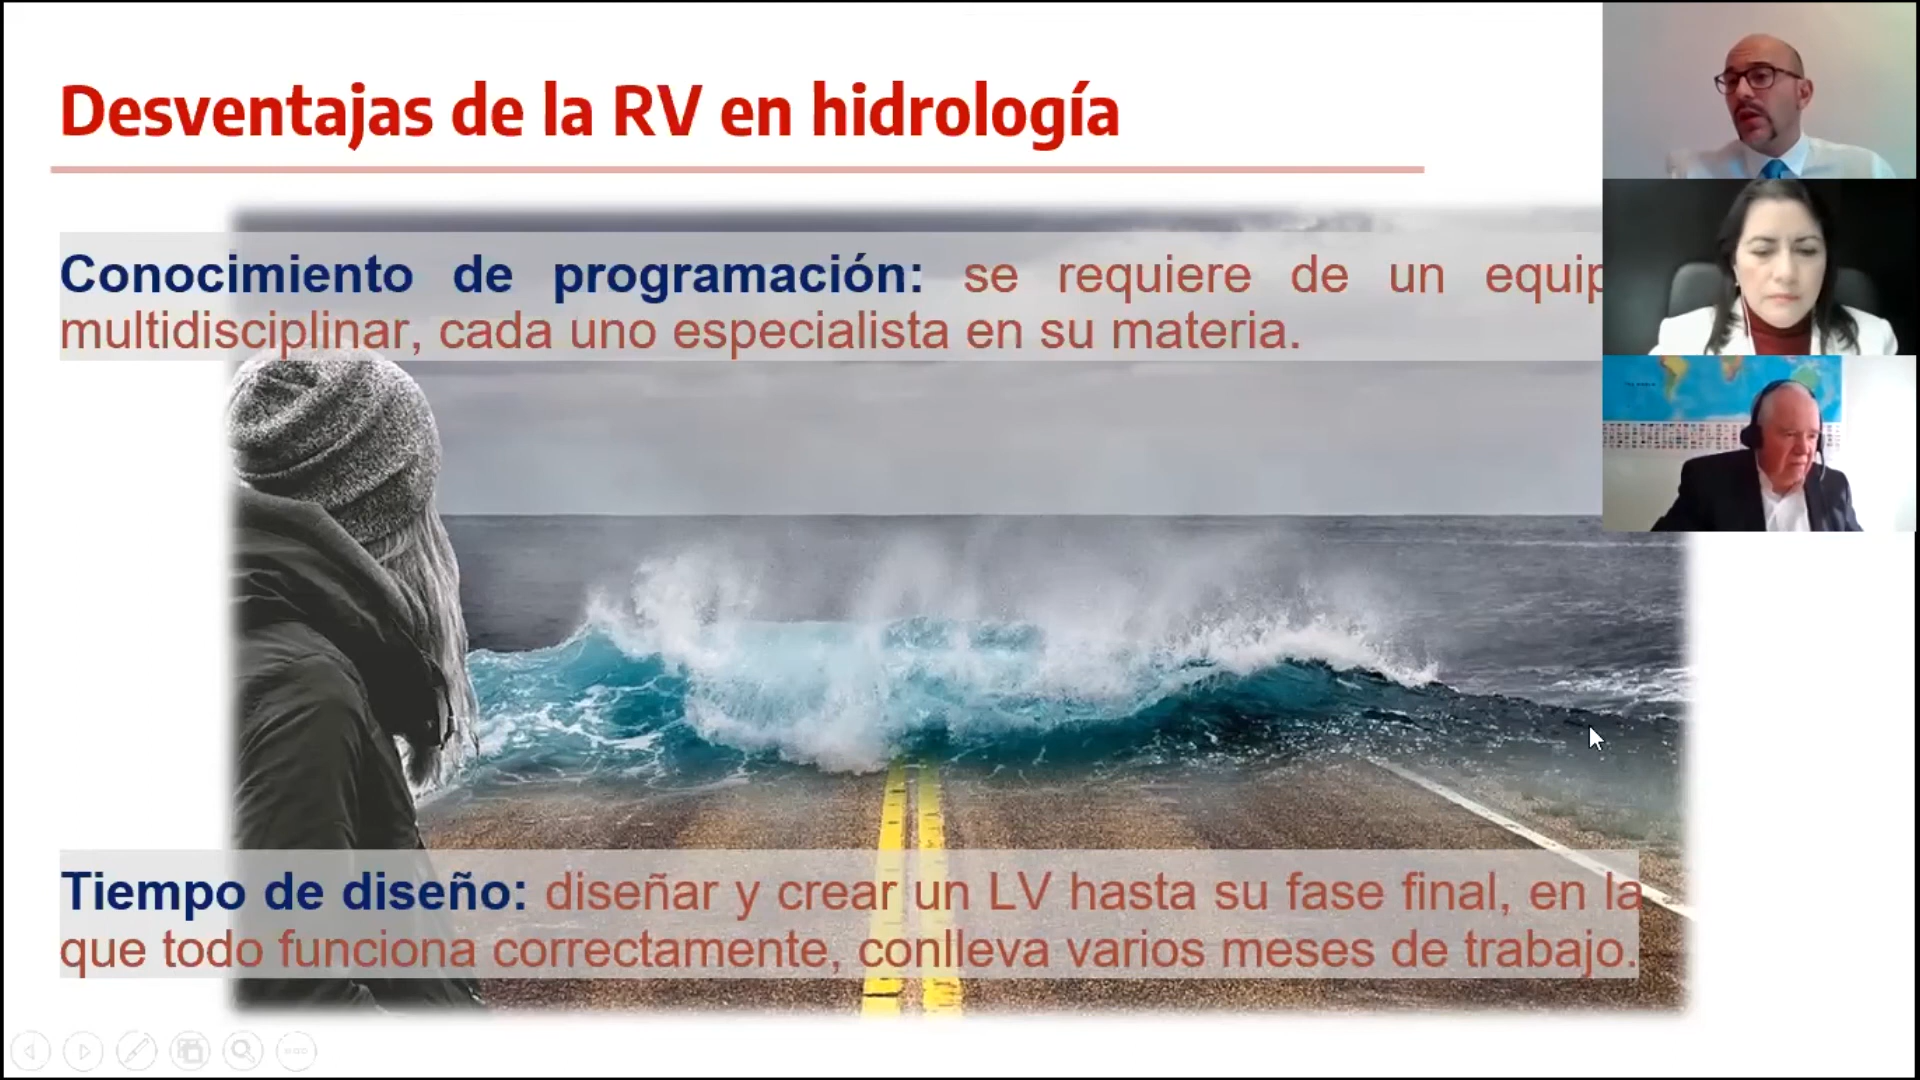 Desventajas de la RV en hidrología
Conocimiento de programación: se requiere de un equip
multidisciplinar, cada uno especialista en su materia.
Tiempo de diseño: diseñar y crear un LV hasta su fase final, en la
que todo funciona correctamente, conlleva varios meses de trabajo.